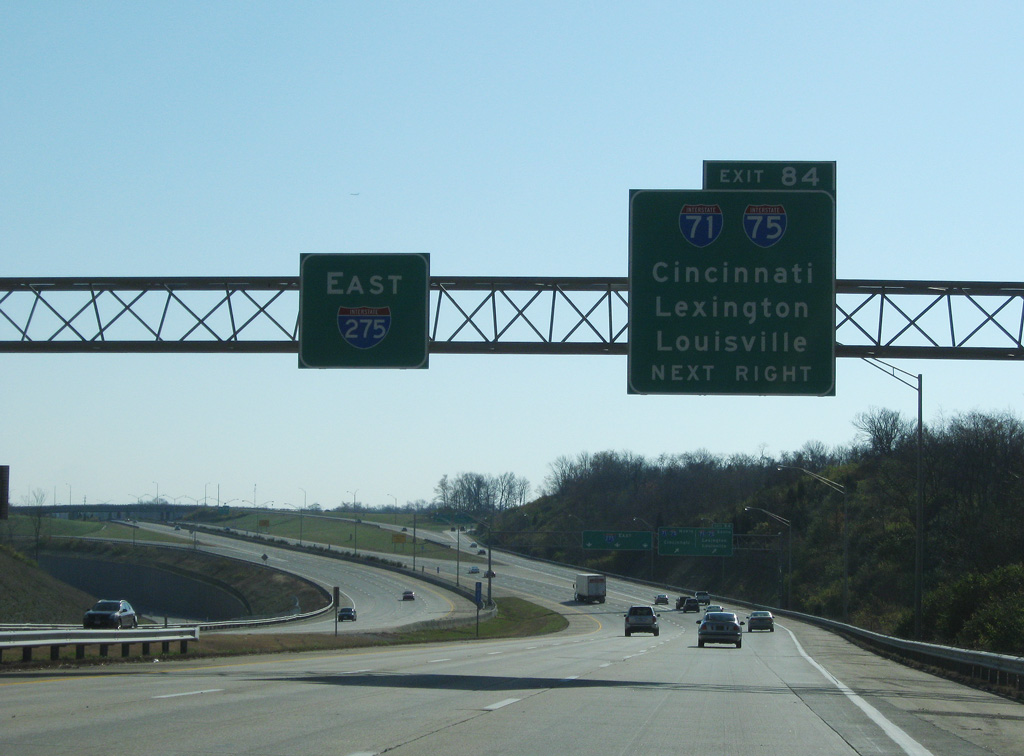 EAST
INTERSTATE
275
EXIT 84
INTERSTATE INTERSTATE
71 75
Cincinnati
Lexington
Louisville
NEXT RIGHT